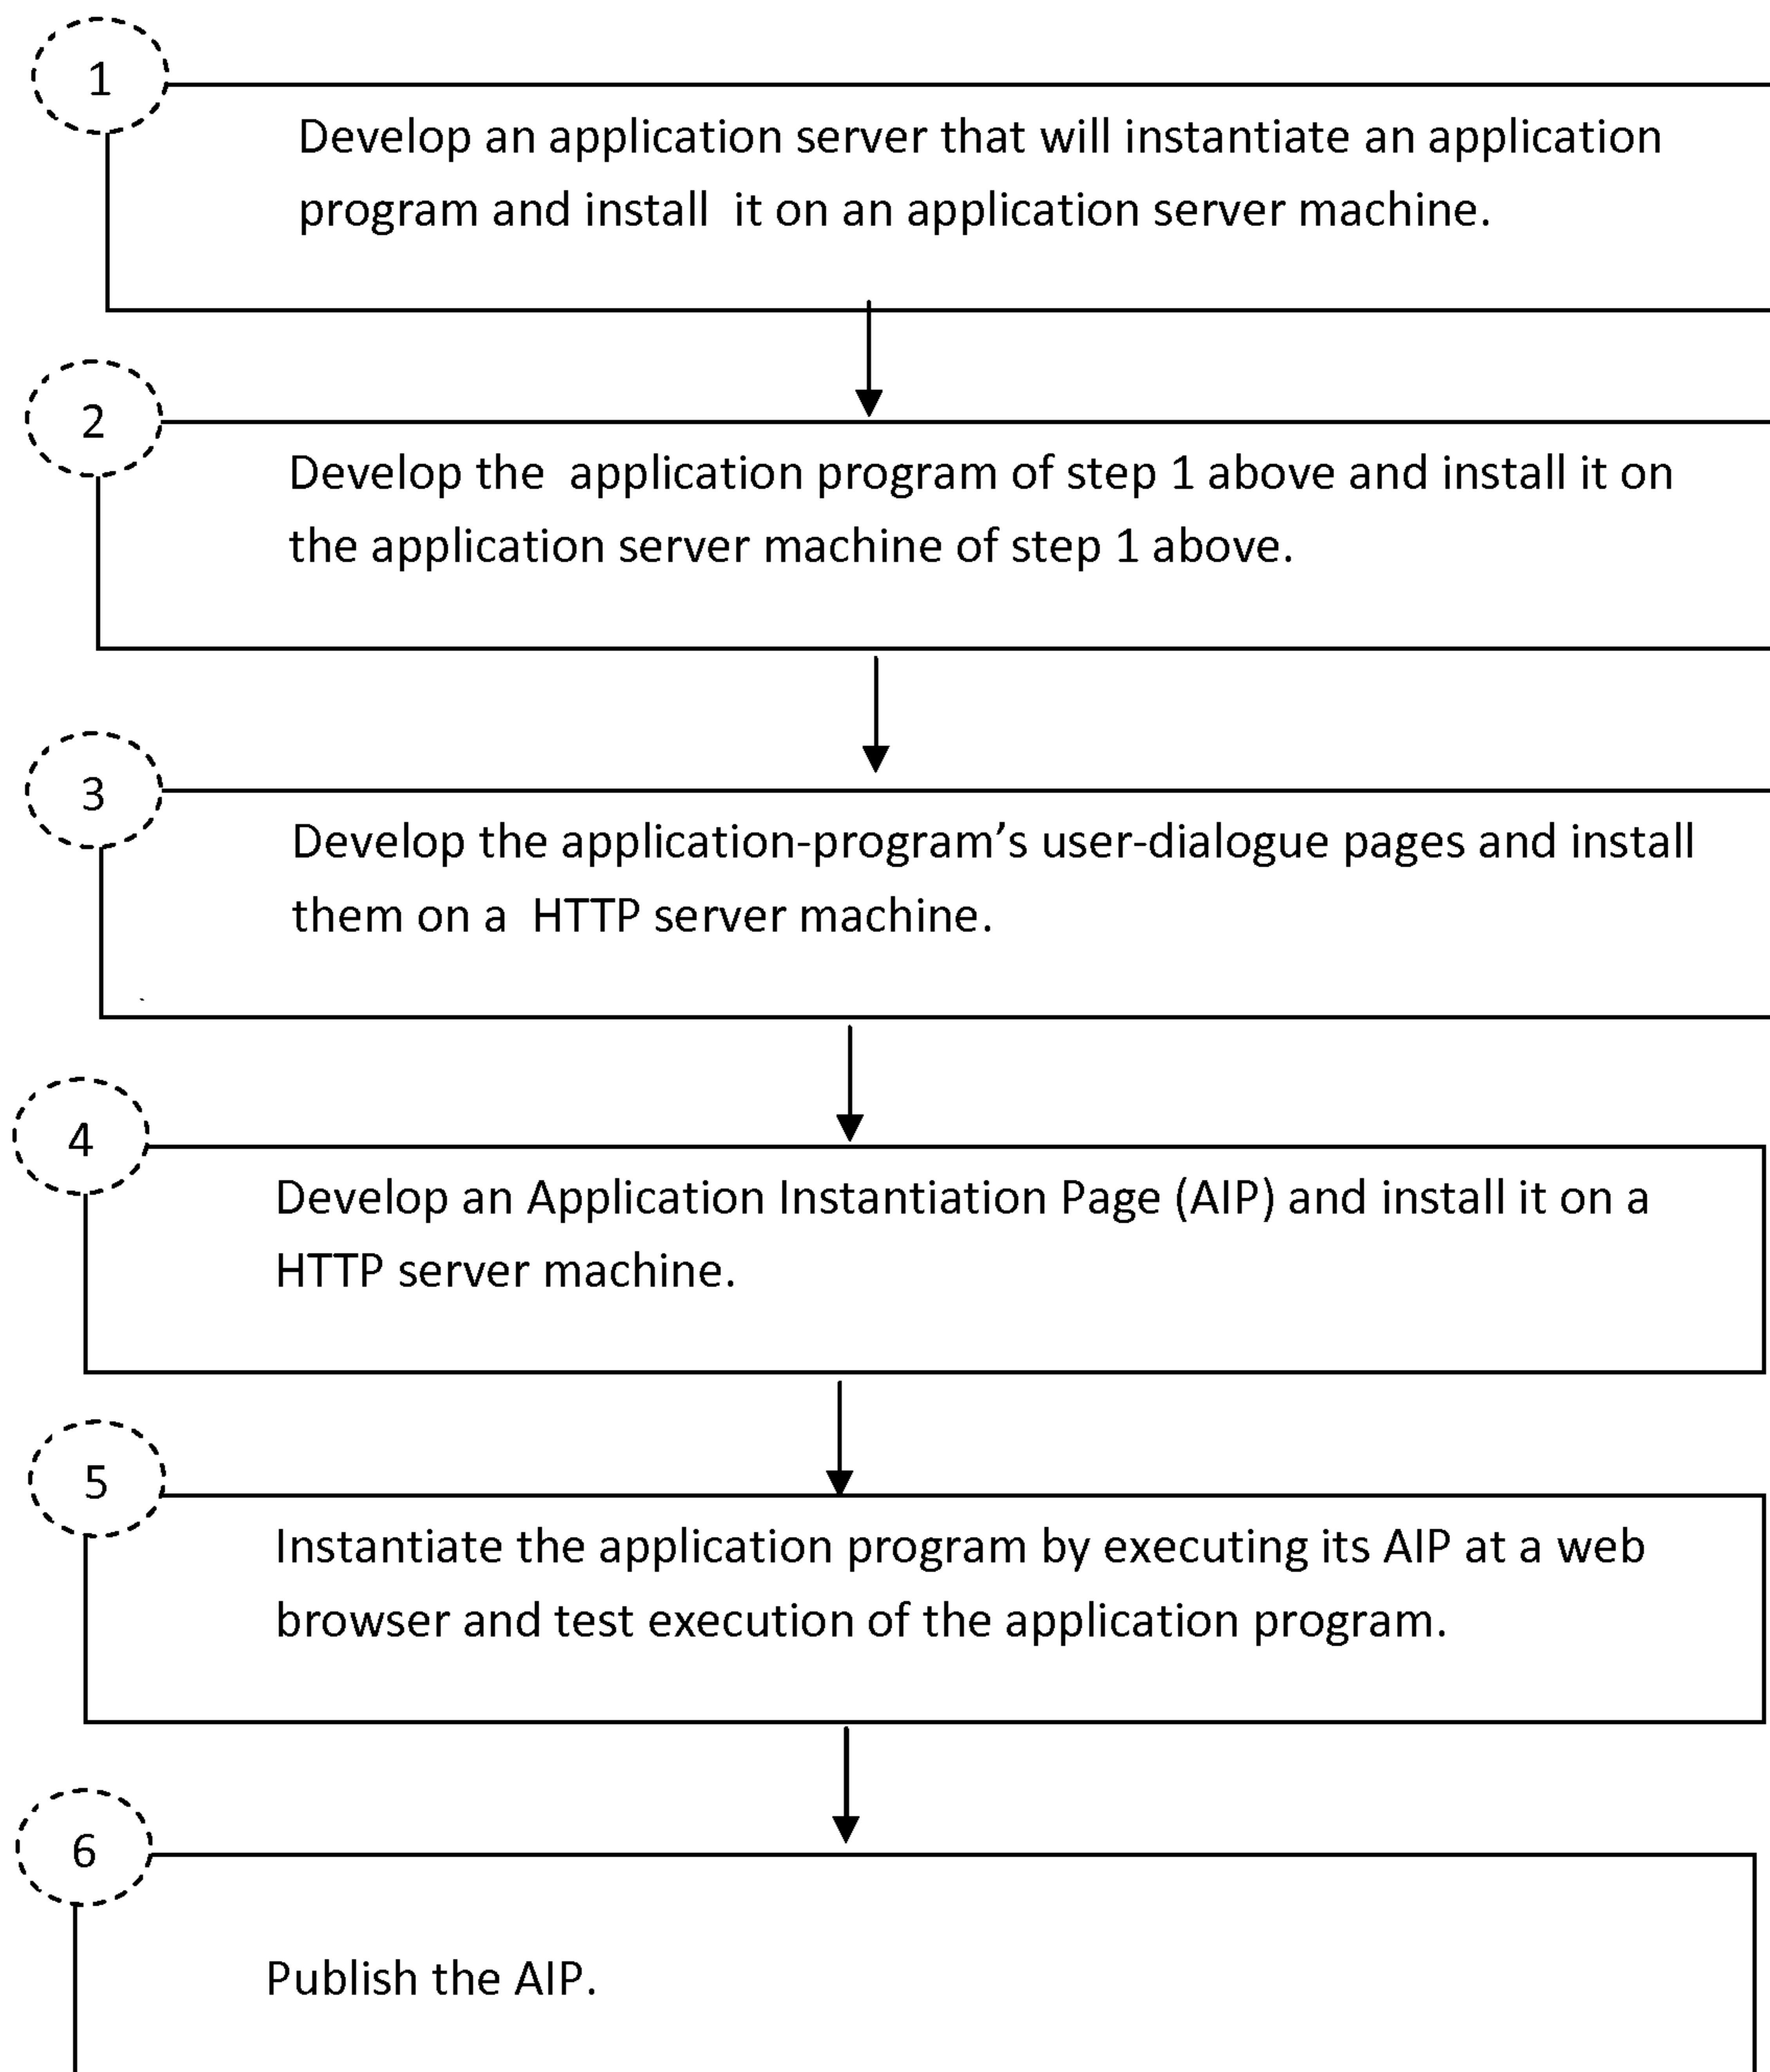 1
Develop an application server that will instantiate an application
program and install it on an application server machine.
2
Develop the application program of step 1 above and install it on
the application server machine of step 1 above.
3
Develop the application-program’s user-dialogue pages and install
them on a HTTP server machine.
4
Develop an Application Instantiation Page (AIP) and install it on a
HTTP server machine.
5
Instantiate the application program by executing its AIP at a web
browser and test execution of the application program.
6
Publish the AIP.